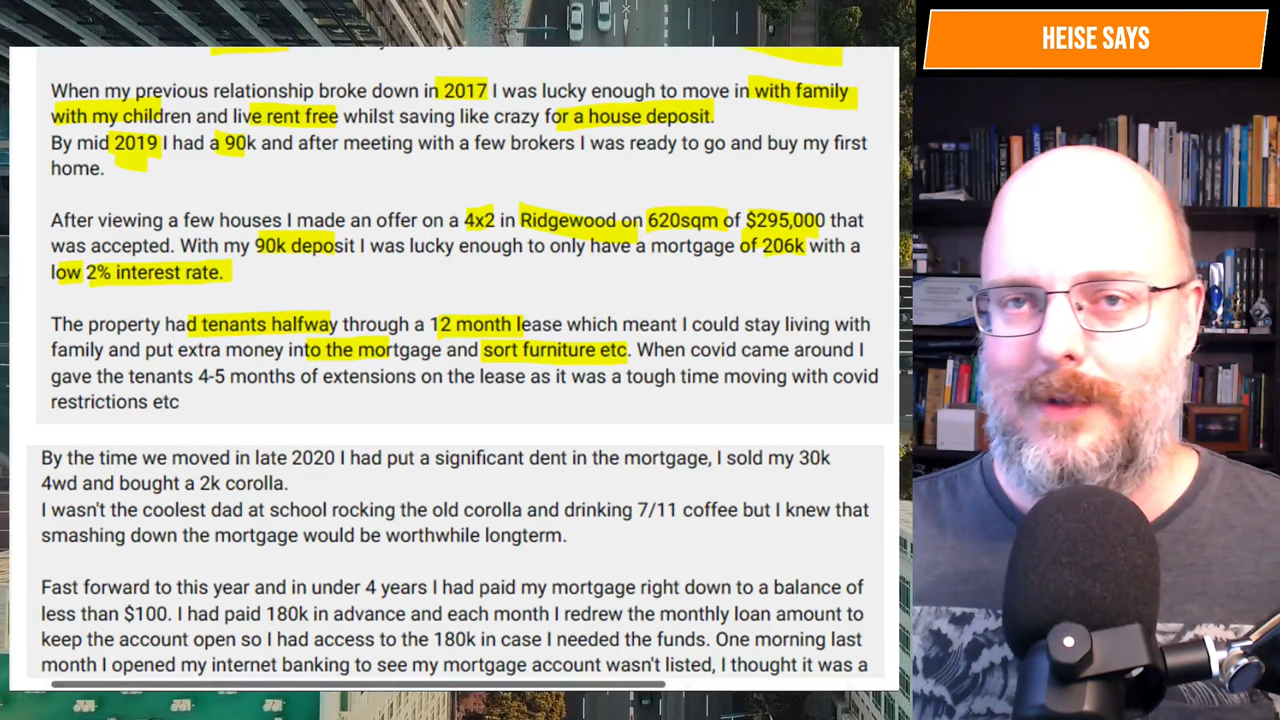 HEISE SAYS
When my previous relationship broke down in 2017 I was lucky enough to move in with family
with my children and live rent free whilst saving like crazy for a house deposit.
By mid 2019 I had a 90k and after meeting with a few brokers I was ready to go and buy my first
home.
After viewing a few houses I made an offer on a 4x2 in Ridgewood on 620sqm of $295,000 that
was accepted. With my 90k deposit I was lucky enough to only have a mortgage of 206k with a
low 2% interest rate.
The property had tenants halfway through a 12 month lease which meant I could stay living with
family and put extra money into the mortgage and sort furniture etc. When covid came around I
gave the tenants 4-5 months of extensions on the lease as it was a tough time moving with covid
restrictions etc
By the time we moved in late 2020 I had put a significant dent in the mortgage, I sold my 30k
4wd and bought a 2k corolla.
I wasn't the coolest dad at school rocking the old corolla and drinking 7/11 coffee but I knew that
smashing down the mortgage would be worthwhile longterm.
Fast forward to this year and in under 4 years I had paid my mortgage right down to a balance of
less than $100. I had paid 180k in advance and each month I redrew the monthly loan amount to
keep the account open so I had access to the 180k in case I needed the funds. One morning last
month I opened my internet banking to see my mortgage account wasn't listed, I thought it was a